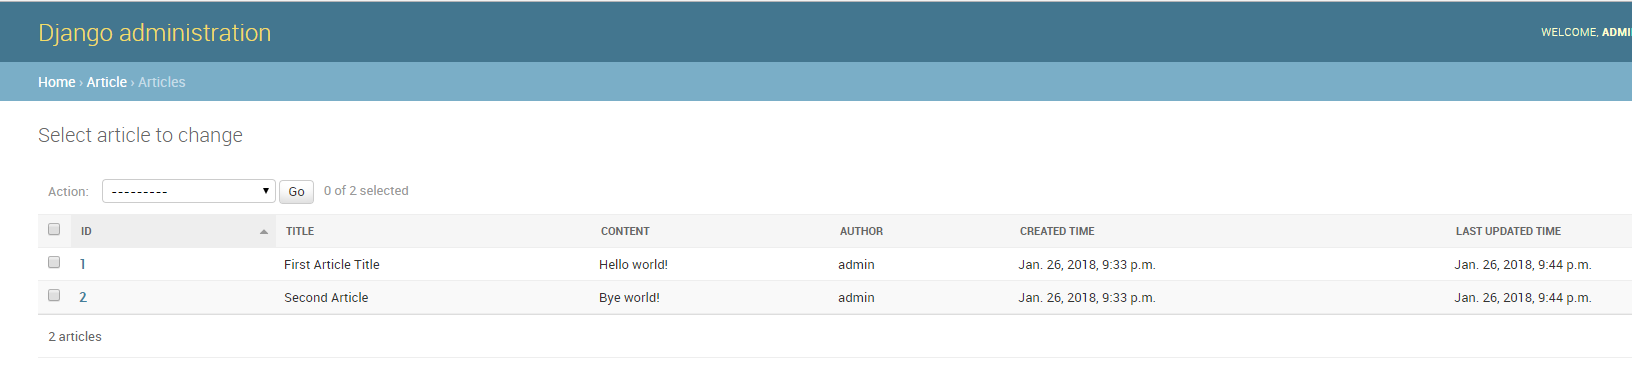 Django administration
WELCOME, ADMI
Home › Article › Articles
Select article to change
Action: --------- Go 0 of 2 selected
ID TITLE CONTENT AUTHOR CREATED TIME LAST UPDATED TIME
1 First Article Title Hello world! admin Jan. 26, 2018, 9:33 p.m. Jan. 26, 2018, 9:44 p.m.
2 Second Article Bye world! admin Jan. 26, 2018, 9:33 p.m. Jan. 26, 2018, 9:44 p.m.
2 articles